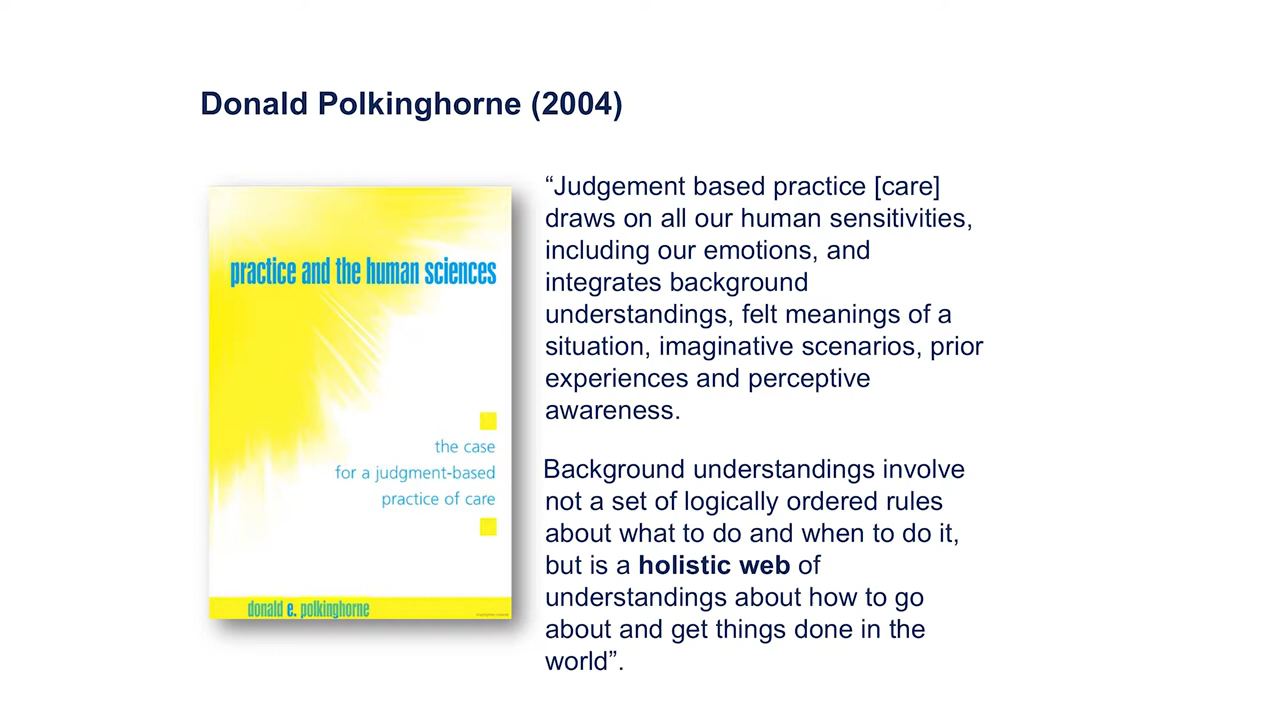 Donald Polkinghorne (2004)
practice and the human sciences
the case
for a judgment-based
practice of care
donald e. polkinghorne
“Judgement based practice [care]
draws on all our human sensitivities,
including our emotions, and
integrates background
understandings, felt meanings of a
situation, imaginative scenarios, prior
experiences and perceptive
awareness.
Background understandings involve
not a set of logically ordered rules
about what to do and when to do it,
but is a holistic web of
understandings about how to go
about and get things done in the
world”.